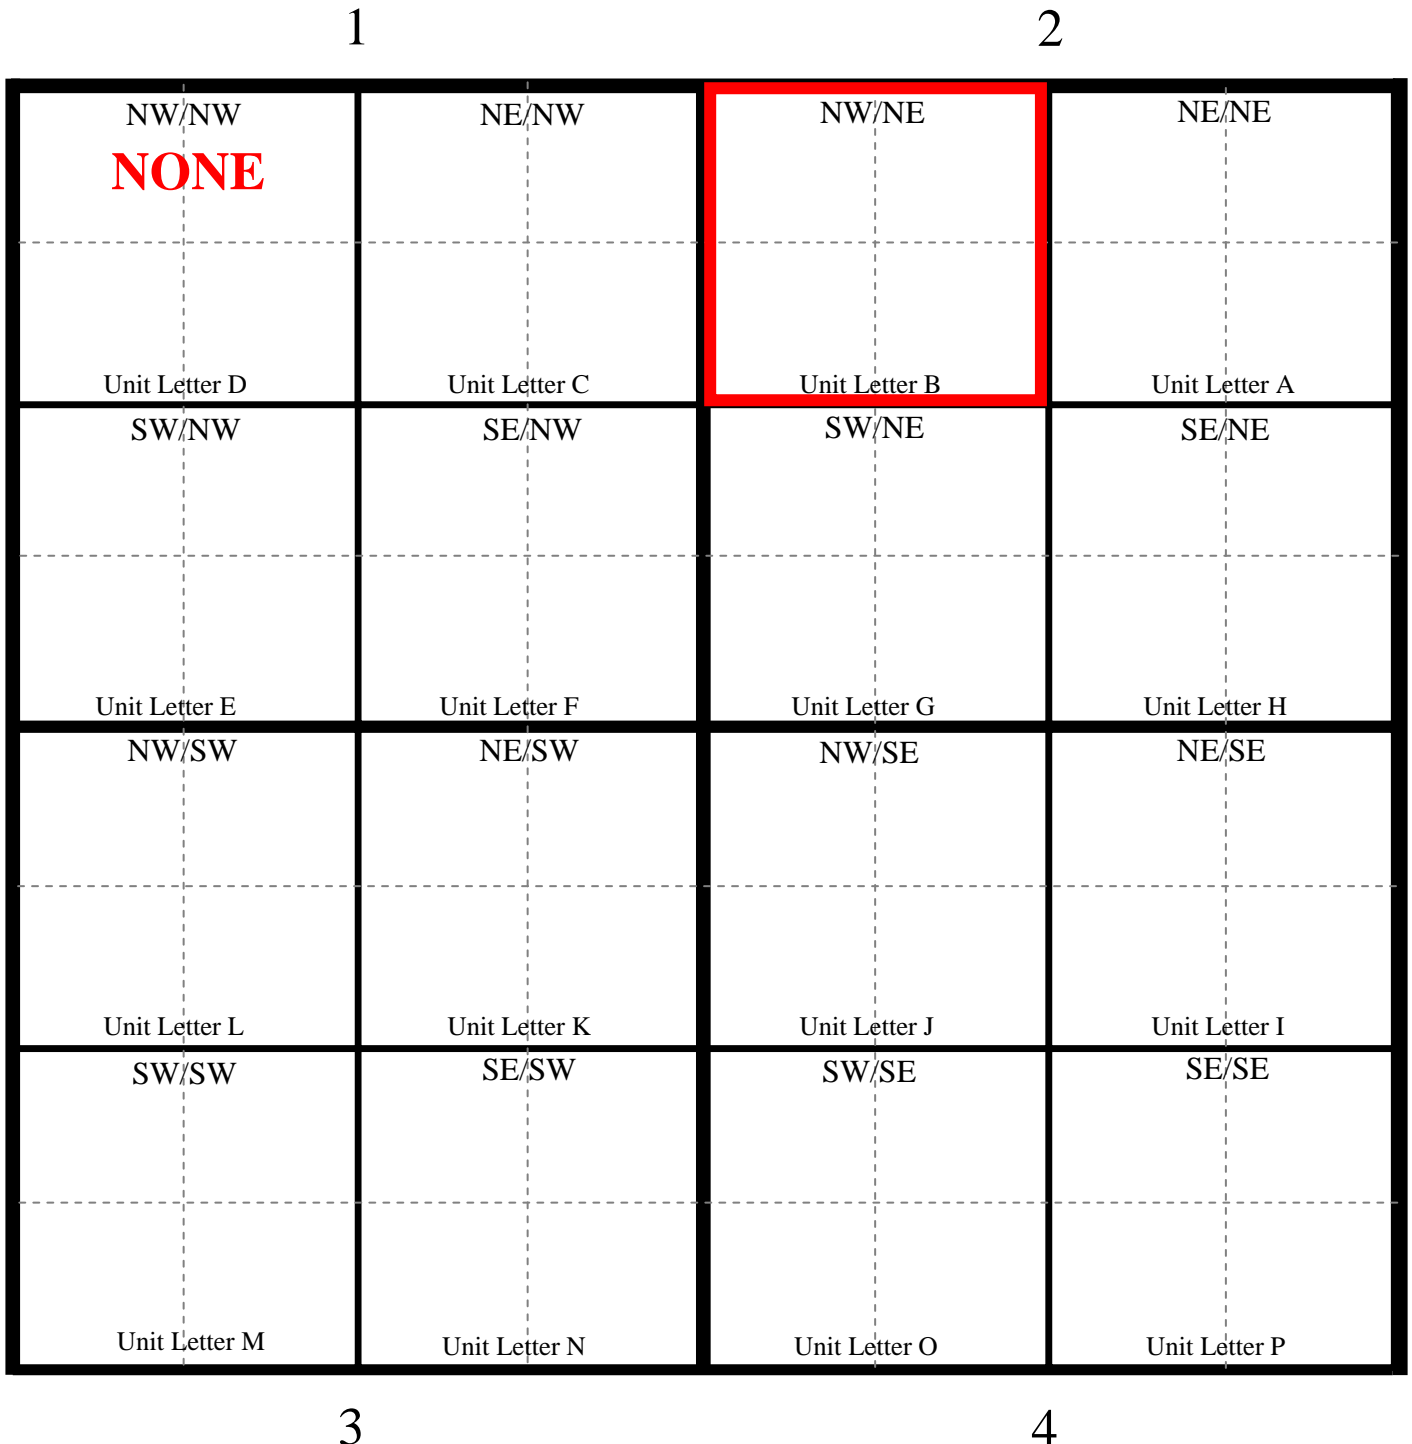 1 2
NW/NW NE/NW NW/NE NE/NE
NONE
Unit Letter D Unit Letter C Unit Letter B Unit Letter A
SW/NW SE/NW SW/NE SE/NE
Unit Letter E Unit Letter F Unit Letter G Unit Letter H
NW/SW NE/SW NW/SE NE/SE
Unit Letter L Unit Letter K Unit Letter J Unit Letter I
SW/SW SE/SW SW/SE SE/SE
Unit Letter M Unit Letter N Unit Letter O Unit Letter P
3 4